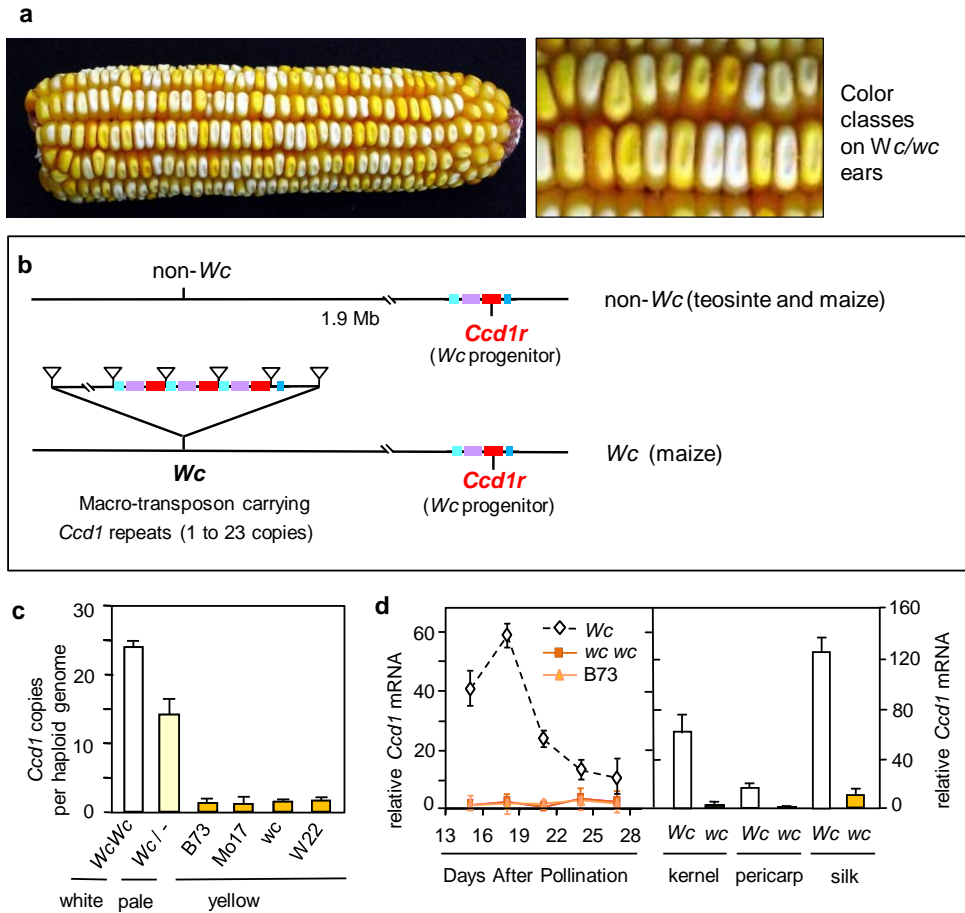 a
Color
classes
on Wc/wc
ears
b
non-Wc
1.9 Mb
Ccd1r
(Wc progenitor)
non-Wc (teosinte and maize)
Wc
Macro-transposon carrying
Ccd1 repeats (1 to 23 copies)
Ccd1r
(Wc progenitor)
Wc (maize)
c
Ccd1 copies
per haploid genome
30
20
10
0
WcWc
Wc / -
B73
Mo17
wc
W22
white
pale
yellow
d
relative Ccd1 mRNA
60
40
20
0
Wc
wc wc
B73
13 16 19 22 25 28
Days After Pollination
160
120
80
40
0
relative Ccd1 mRNA
Wc wc Wc wc Wc wc
kernel pericarp silk